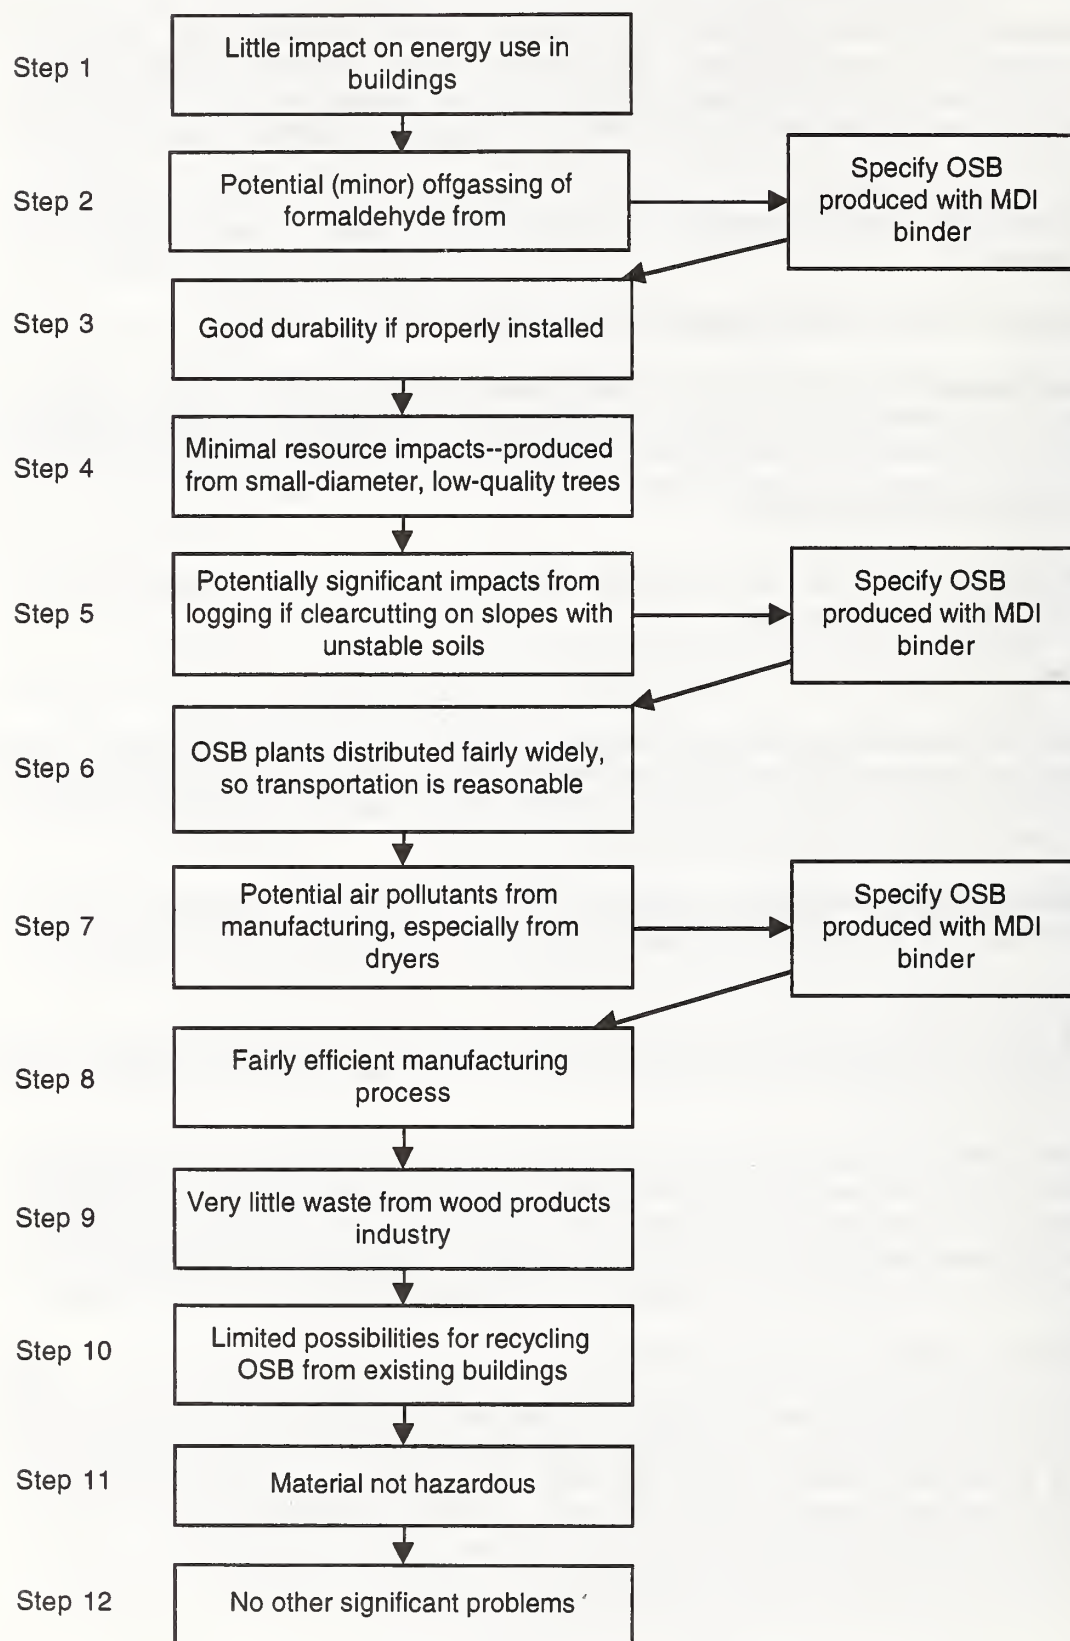 Step 1
Little impact on energy use in
buildings
Step 2
Potential (minor) offgassing of
formaldehyde from
Specify OSB
produced with MDI
binder
Step 3
Good durability if properly installed
Step 4
Minimal resource impacts--produced
from small-diameter, low-quality trees
Step 5
Potentially significant impacts from
logging if clearcutting on slopes with
unstable soils
Specify OSB
produced with MDI
binder
Step 6
OSB plants distributed fairly widely,
so transportation is reasonable
Step 7
Potential air pollutants from
manufacturing, especially from
dryers
Specify OSB
produced with MDI
binder
Step 8
Fairly efficient manufacturing
process
Step 9
Very little waste from wood products
industry
Step 10
Limited possibilities for recycling
OSB from existing buildings
Step 11
Material not hazardous
Step 12
No other significant problems